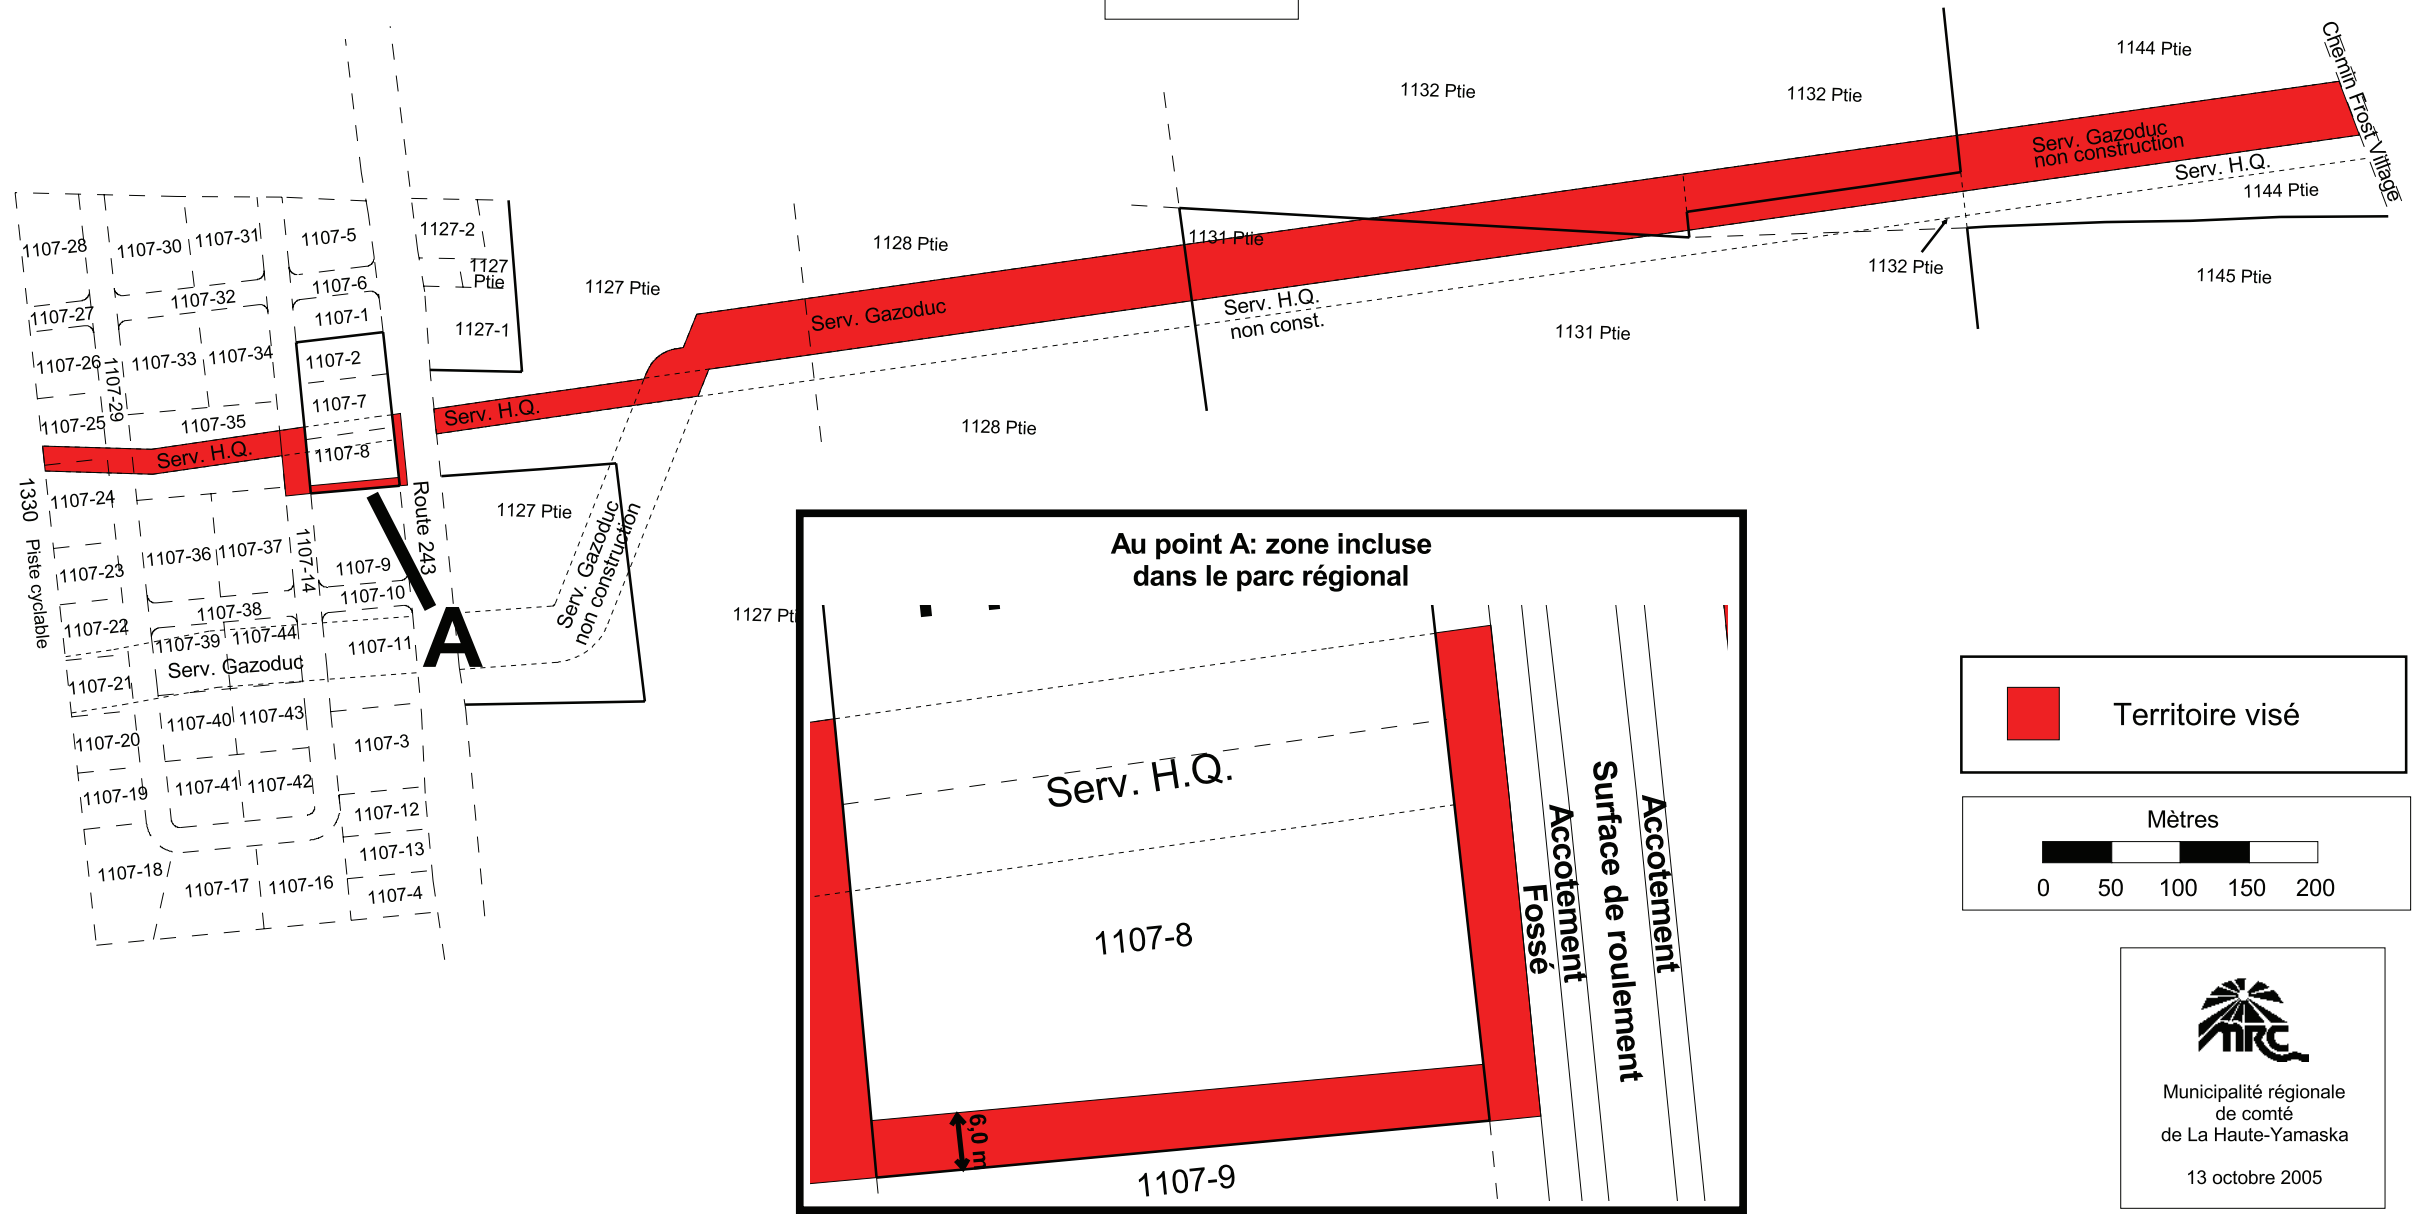 1144 Ptie
Chemin Frost Village
1132 Ptie
1132 Ptie
Serv. Gazoduc
non construction
Serv. H.Q.
1144 Ptie
1132 Ptie
1145 Ptie
1107-28
1107-30
1107-31
1107-5
1127-2
1127
Ptie
1127 Ptie
1128 Ptie
1131 Ptie
1107-6
1107-32
1107-27
1107-1
1127-1
Serv. Gazoduc
Serv. H.Q.
non const.
1131 Ptie
1107-26
1107-29
1107-33
1107-34
1107-2
1107-7
1107-25
1107-35
Serv. H.Q.
1107-8
Serv. H.Q.
1128 Ptie
1330 Piste cyclable
1107-24
Route 243
1127 Ptie
Serv. Gazoduc
non construction
1107-36
1107-37
1107-14
1107-9
1107-23
1107-10
1107-22
1107-38
1107-39
1107-44
1107-11
A
1127 Pti
Serv. Gazoduc
1107-21
1107-40
1107-43
1107-20
1107-3
1107-19
1107-41
1107-42
1107-12
1107-13
1107-18
1107-17
1107-16
1107-4
Au point A: zone incluse
dans le parc régional
Serv. H.Q.
1107-8
Fossé
Accotement
Surface de roulement
Accotement
6,0 m
1107-9
Territoire visé
Mètres
0 50 100 150 200
MRC
Municipalité régionale
de comté
de La Haute-Yamaska
13 octobre 2005